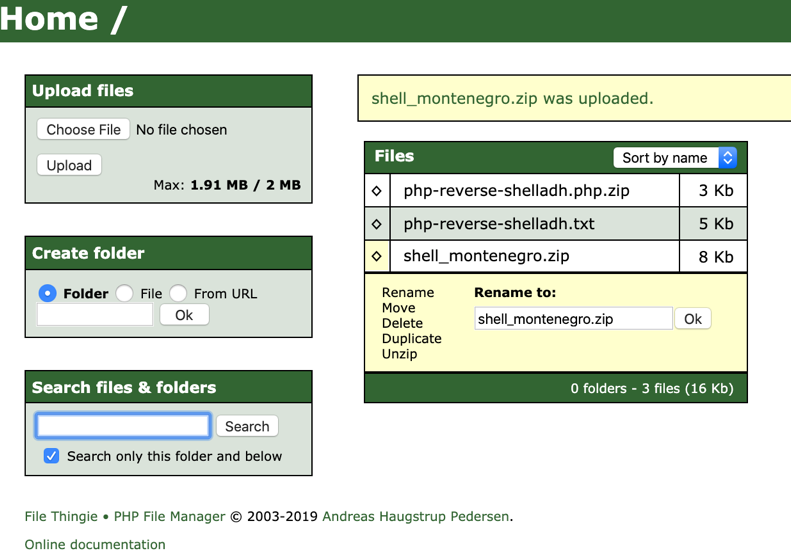 Home /
Upload files
Choose File No file chosen
Upload
Max: 1.91 MB / 2 MB
Create folder
Folder File From URL
Ok
Search files & folders
Search
Search only this folder and below
shell_montenegro.zip was uploaded.
Files Sort by name
php-reverse-shelladh.php.zip 3 Kb
php-reverse-shelladh.txt 5 Kb
shell_montenegro.zip 8 Kb
Rename
Move
Delete
Duplicate
Unzip
Rename to:
shell_montenegro.zip Ok
0 folders - 3 files (16 Kb)
File Thingie • PHP File Manager © 2003-2019 Andreas Haugstrup Pedersen.
Online documentation